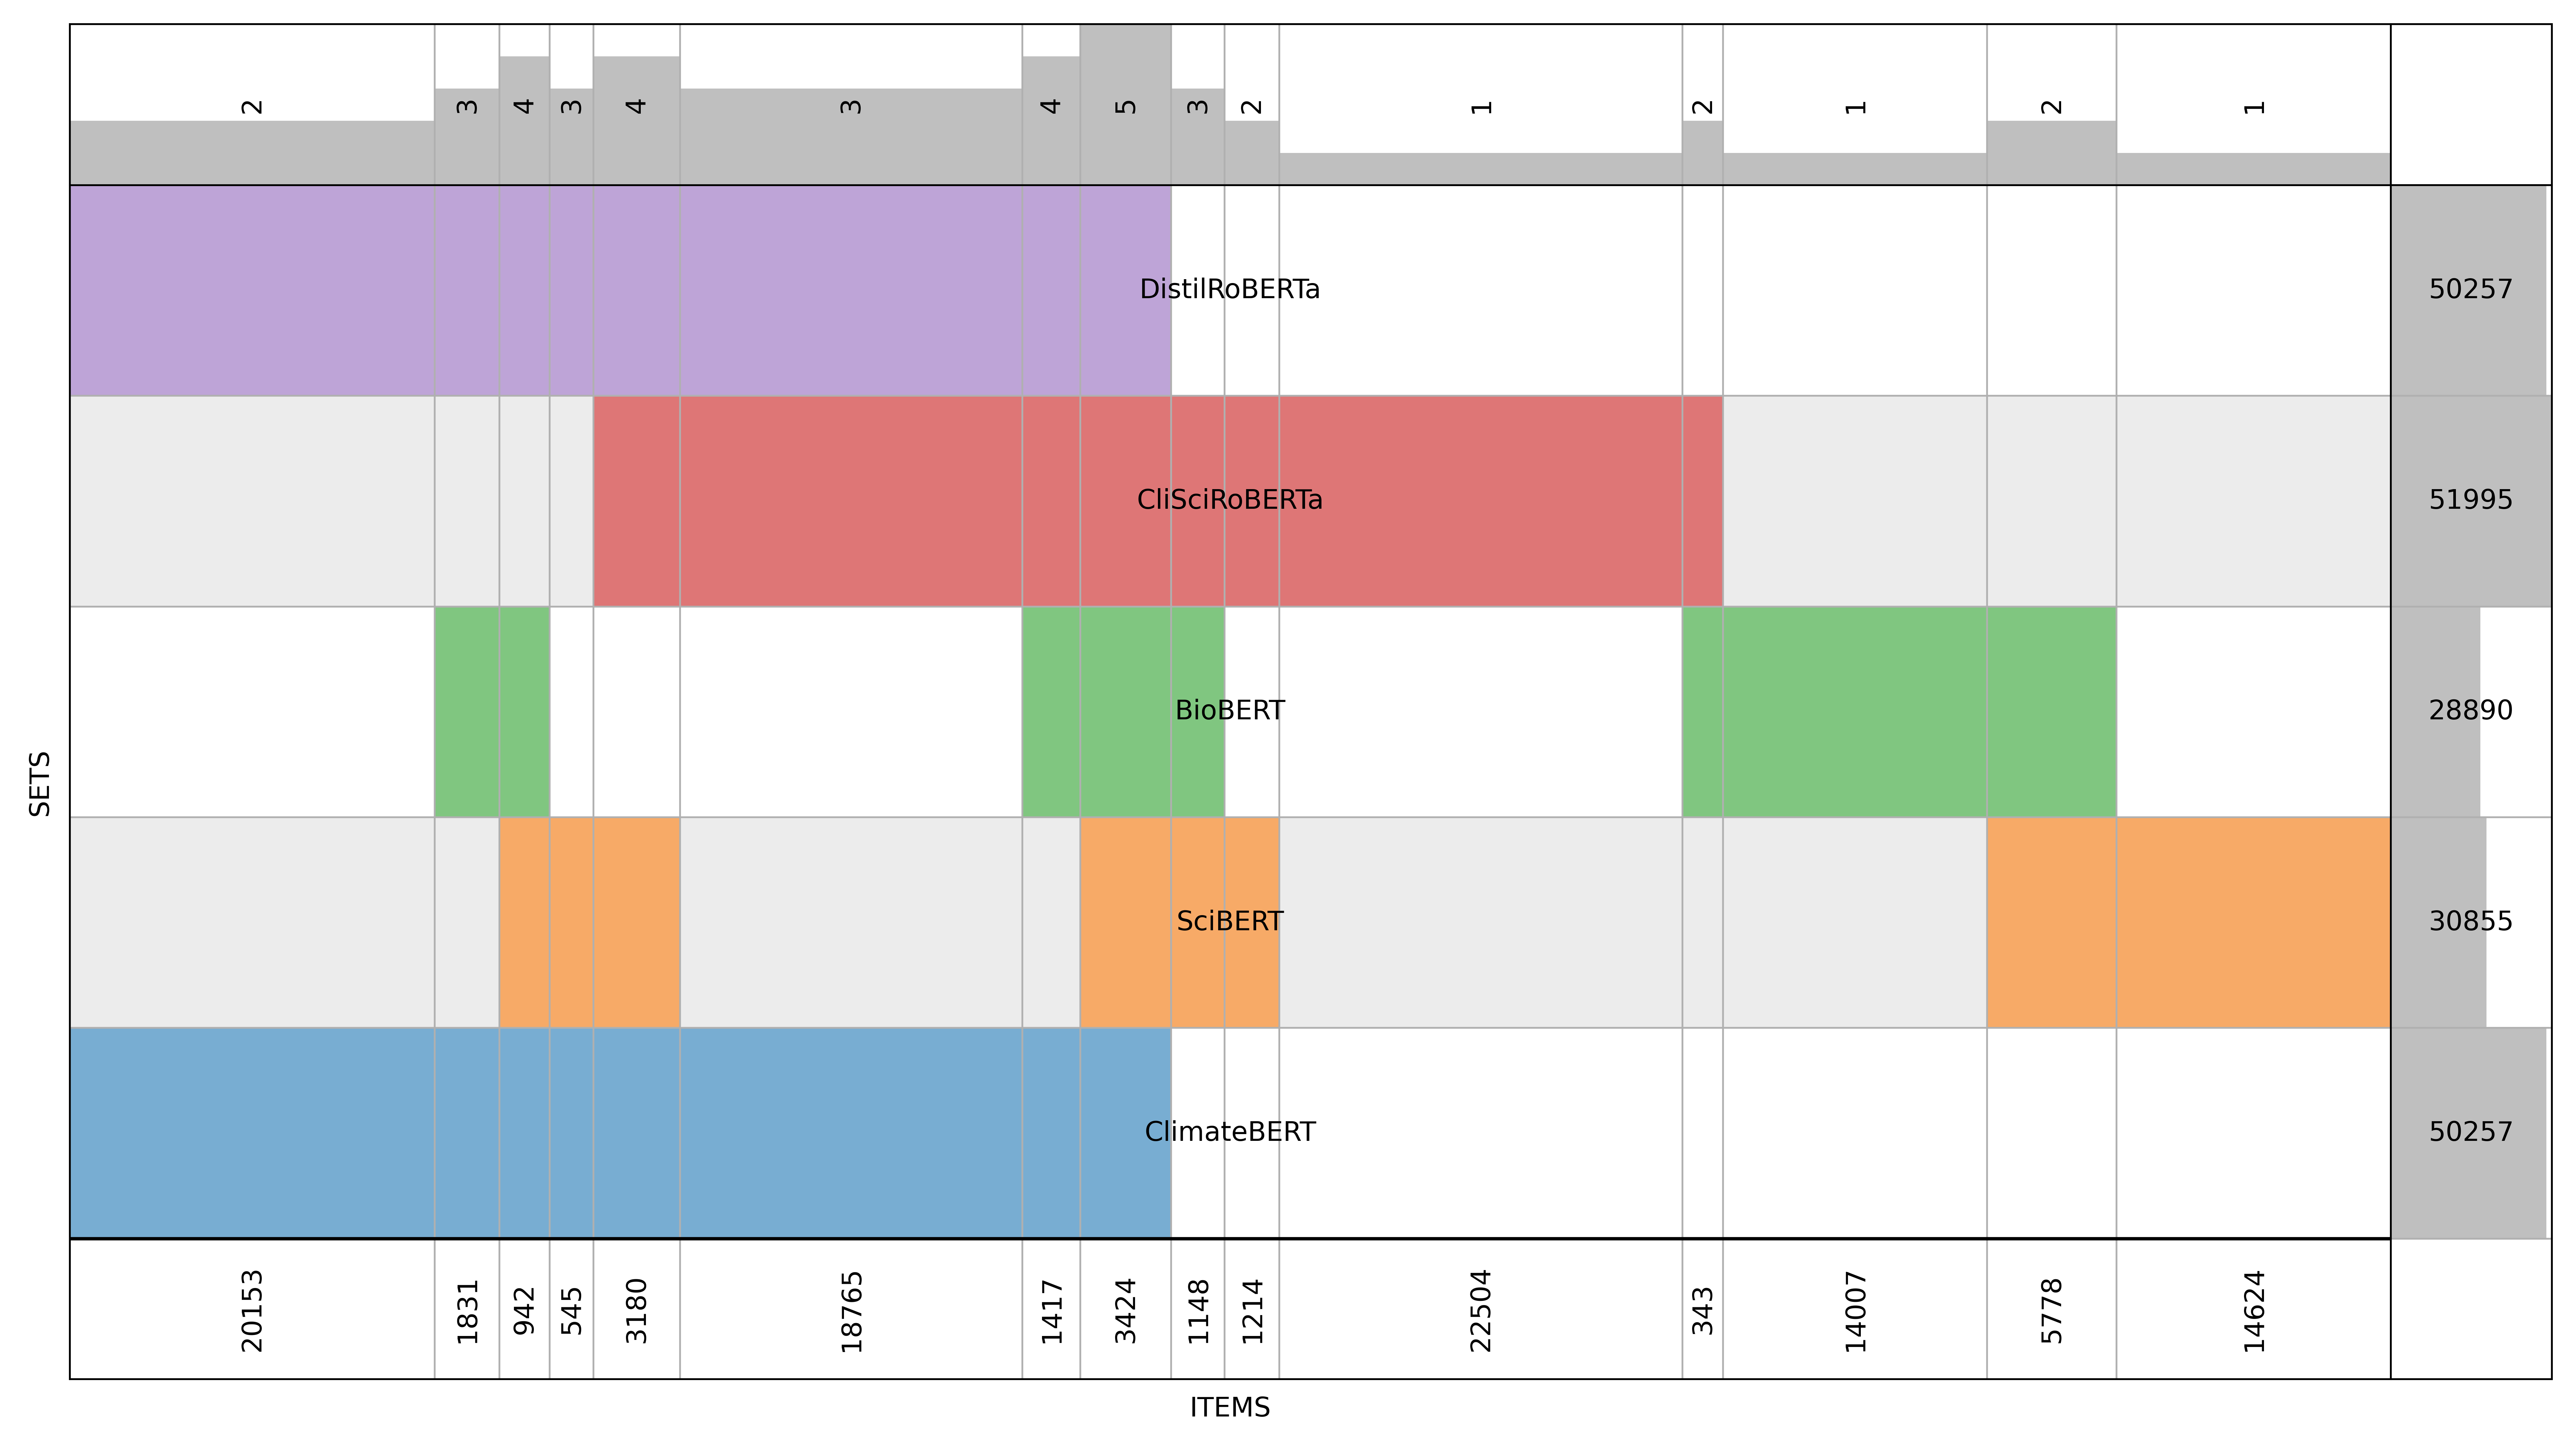 2 3 4 3 4 3 4 5 3 2 1 2 1 2 1
DistilRoBERTa 50257
CliSciRoBERTa 51995
BioBERT 28890
SciBERT 30855
ClimateBERT 50257
SETS
20153 1831 942 545 3180 18765 1417 3424 1148 1214 22504 343 14007 5778 14624
ITEMS